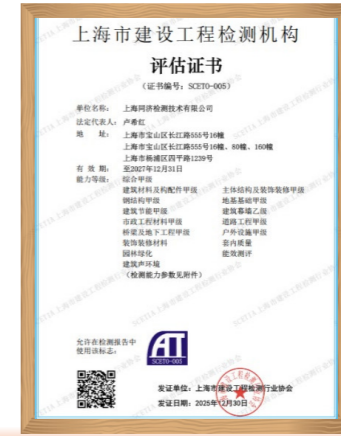 上海市建设工程检测机构
评估证书
(证书编号：SCETO-005)
单位名称： 上海同济检测技术有限公司
法定代表人：卢希红
地 址： 上海市宝山区长江路555号16幢
上海市宝山区长江路555号16幢、80幢、160幢
上海市杨浦区四平路1239号
有 效 期： 至2027年12月31日
能力等级： 综合甲级
建筑材料及构配件甲级 主体结构及装饰装修甲级
钢结构甲级 地基基础甲级
建筑节能甲级 建筑幕墙乙级
市政工程材料甲级 道路工程甲级
桥梁及地下工程甲级 户外设施甲级
装饰装修材料 套内质量
园林绿化 能效测评
建筑声环境
(检测能力参数见附件)
允许在检测报告中
使用该标志：
AT
SCETO-005
发证单位：上海市建设工程检测行业协会
发证日期：2025年12月30日